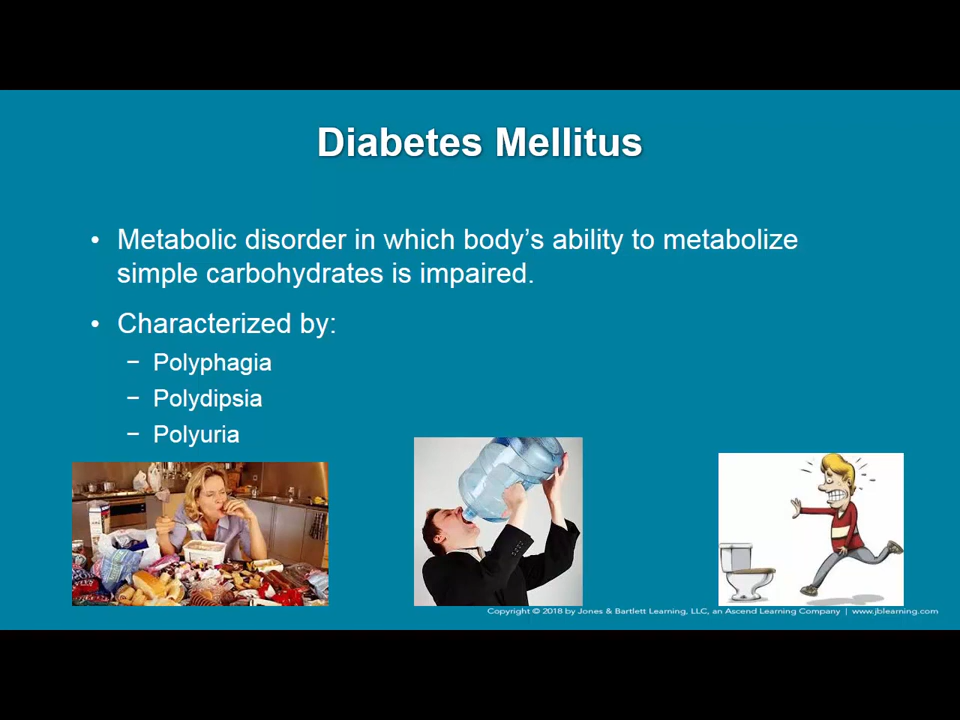 Diabetes Mellitus
• Metabolic disorder in which body’s ability to metabolize
simple carbohydrates is impaired.
• Characterized by:
− Polyphagia
− Polydipsia
− Polyuria
Copyright © 2018 by Jones & Bartlett Learning, LLC, an Ascend Learning Company | www.jblearning.com